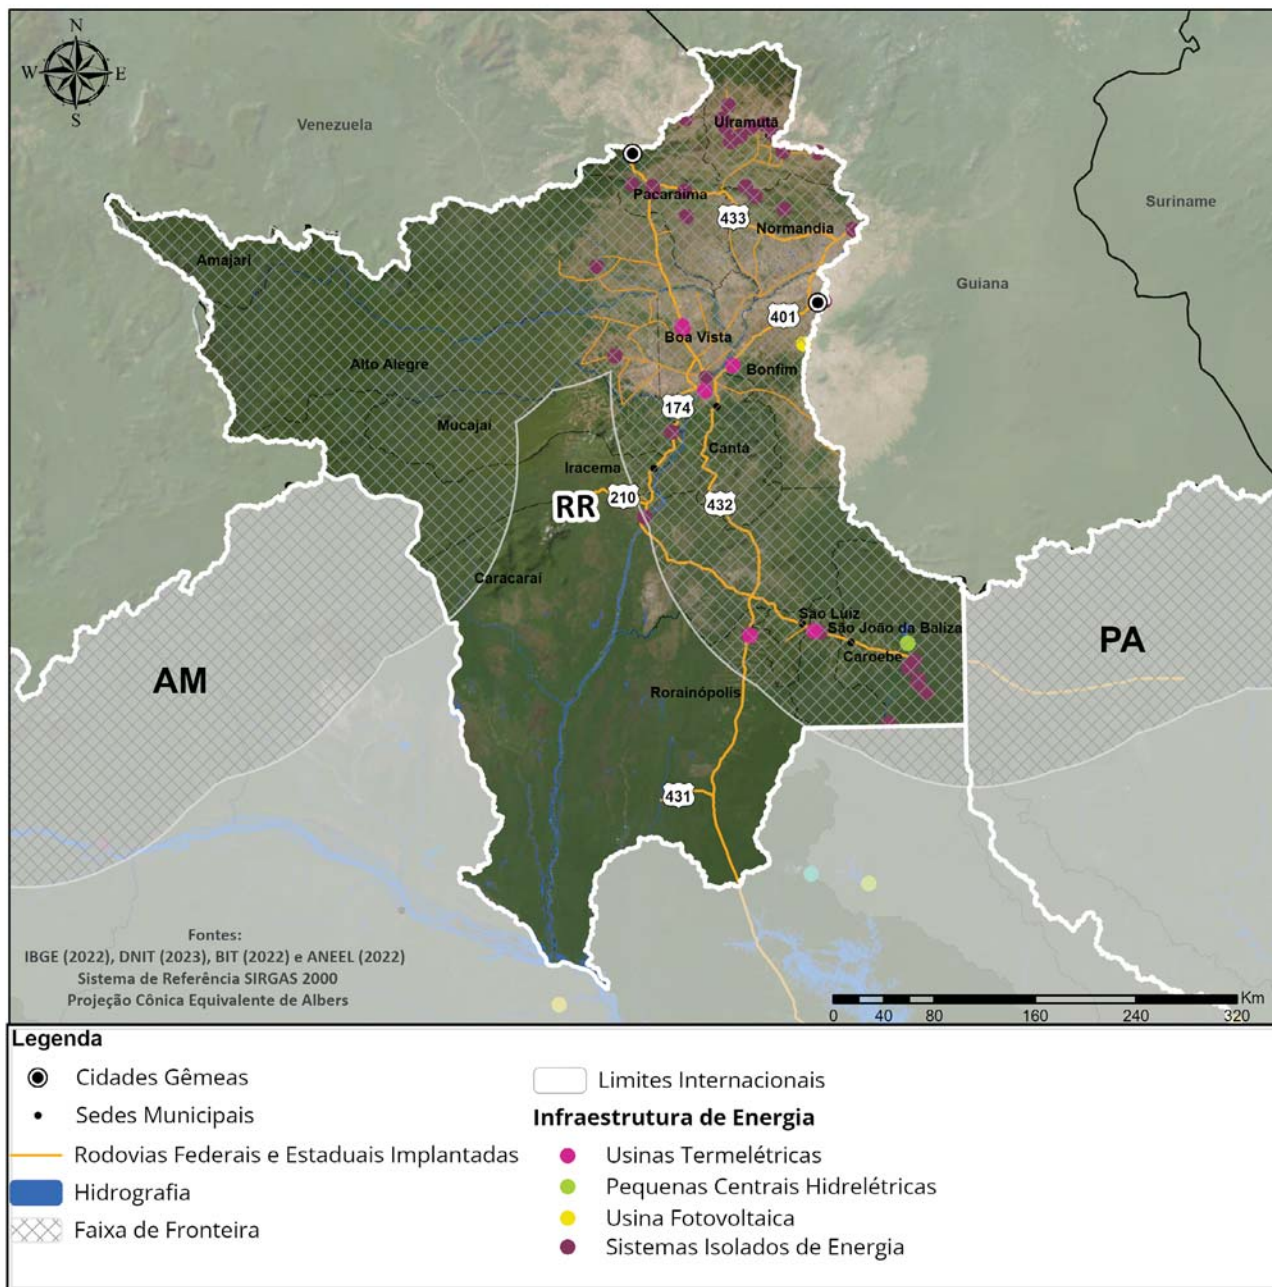 N
W
E
S
Venezuela
Uiramutã
Pacaraima
433
Normandia
Suriname
Amajari
Guiana
401
Boa Vista
Alto Alegre
Bonfim
174
Mucajaí
Cantá
Iracema
RR
210
432
Caracaraí
São Luiz
São João da Baliza
Caroebe
AM
PA
Rorainópolis
431
Fontes:
IBGE (2022), DNIT (2023), BIT (2022) e ANEEL (2022)
Sistema de Referência SIRGAS 2000
Projeção Cônica Equivalente de Albers
Km
0 40 80 160 240 320
Legenda
Cidades Gêmeas
Sedes Municipais
Rodovias Federais e Estaduais Implantadas
Hidrografia
Faixa de Fronteira
Limites Internacionais
Infraestrutura de Energia
Usinas Termelétricas
Pequenas Centrais Hidrelétricas
Usina Fotovoltaica
Sistemas Isolados de Energia